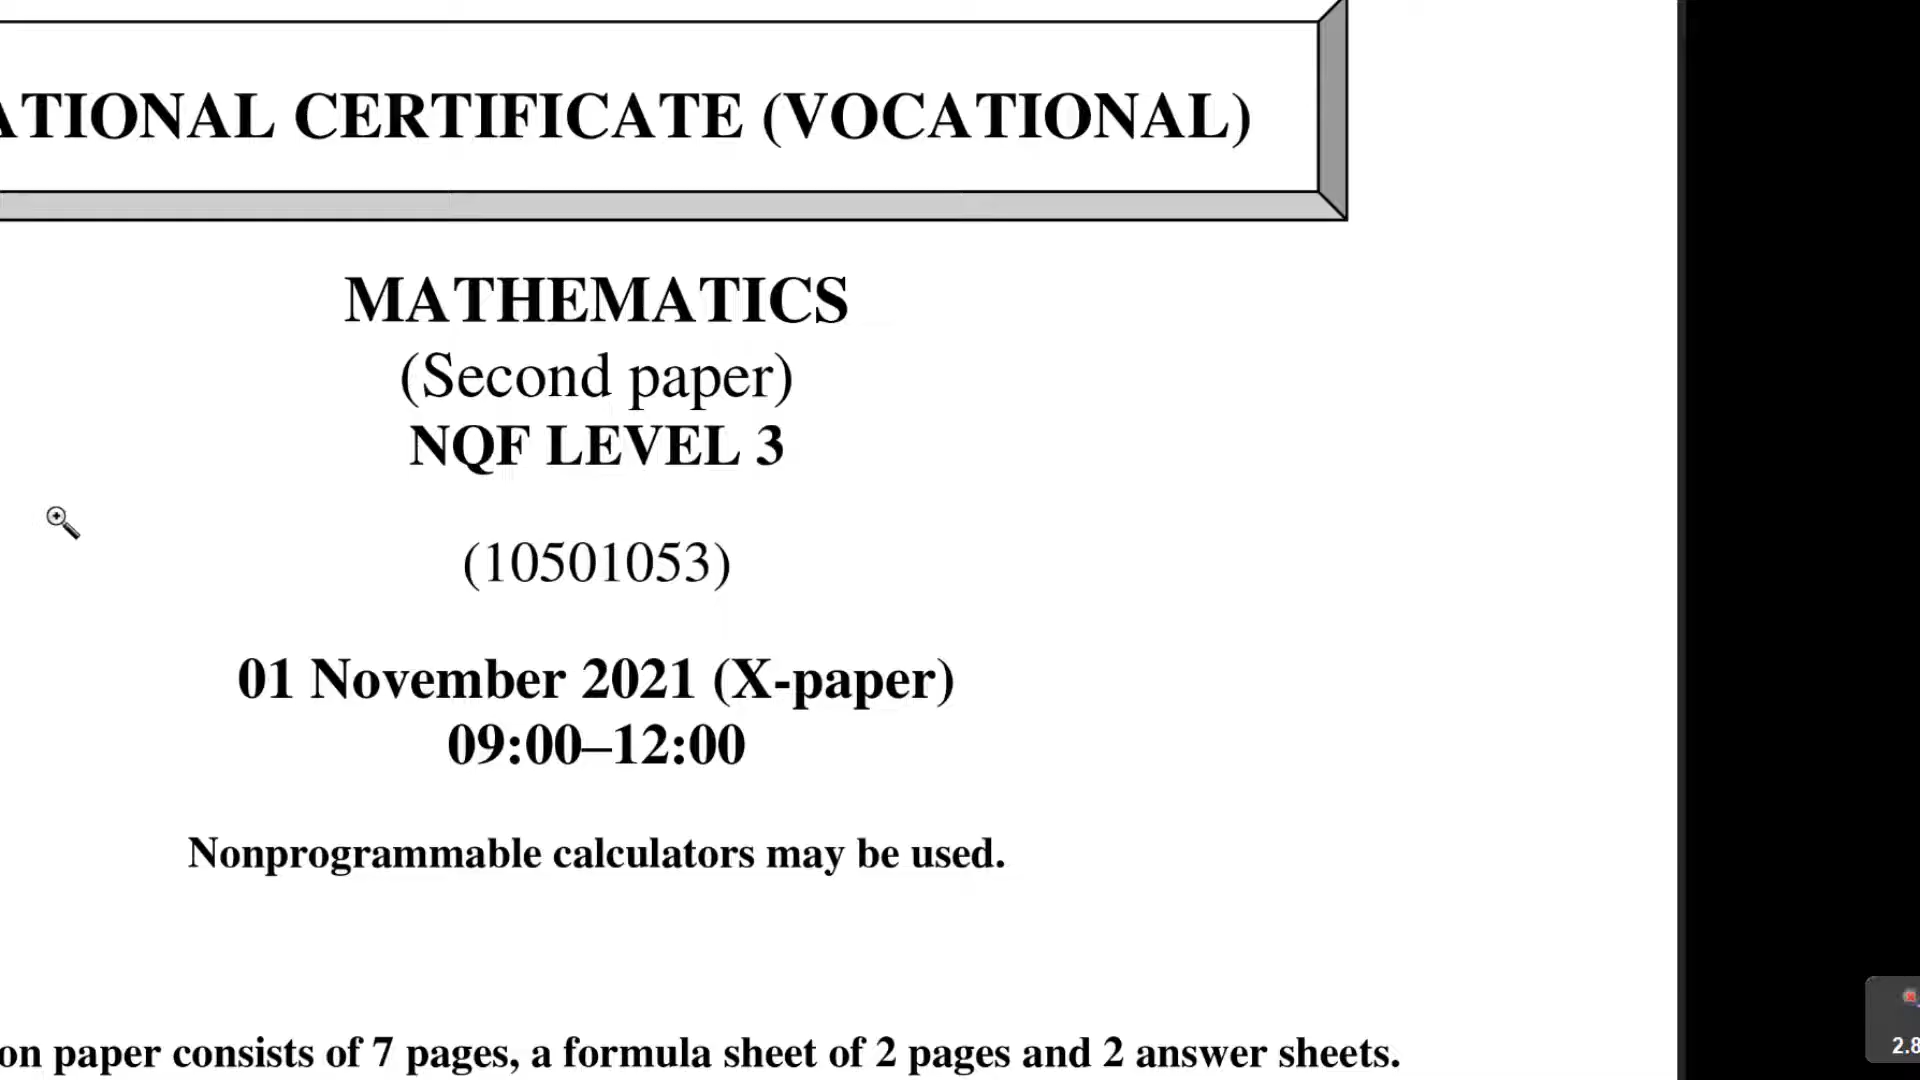 ATIONAL CERTIFICATE (VOCATIONAL)
MATHEMATICS
(Second paper)
NQF LEVEL 3
(10501053)
01 November 2021 (X-paper)
09:00–12:00
Nonprogrammable calculators may be used.
on paper consists of 7 pages, a formula sheet of 2 pages and 2 answer sheets.
2.8